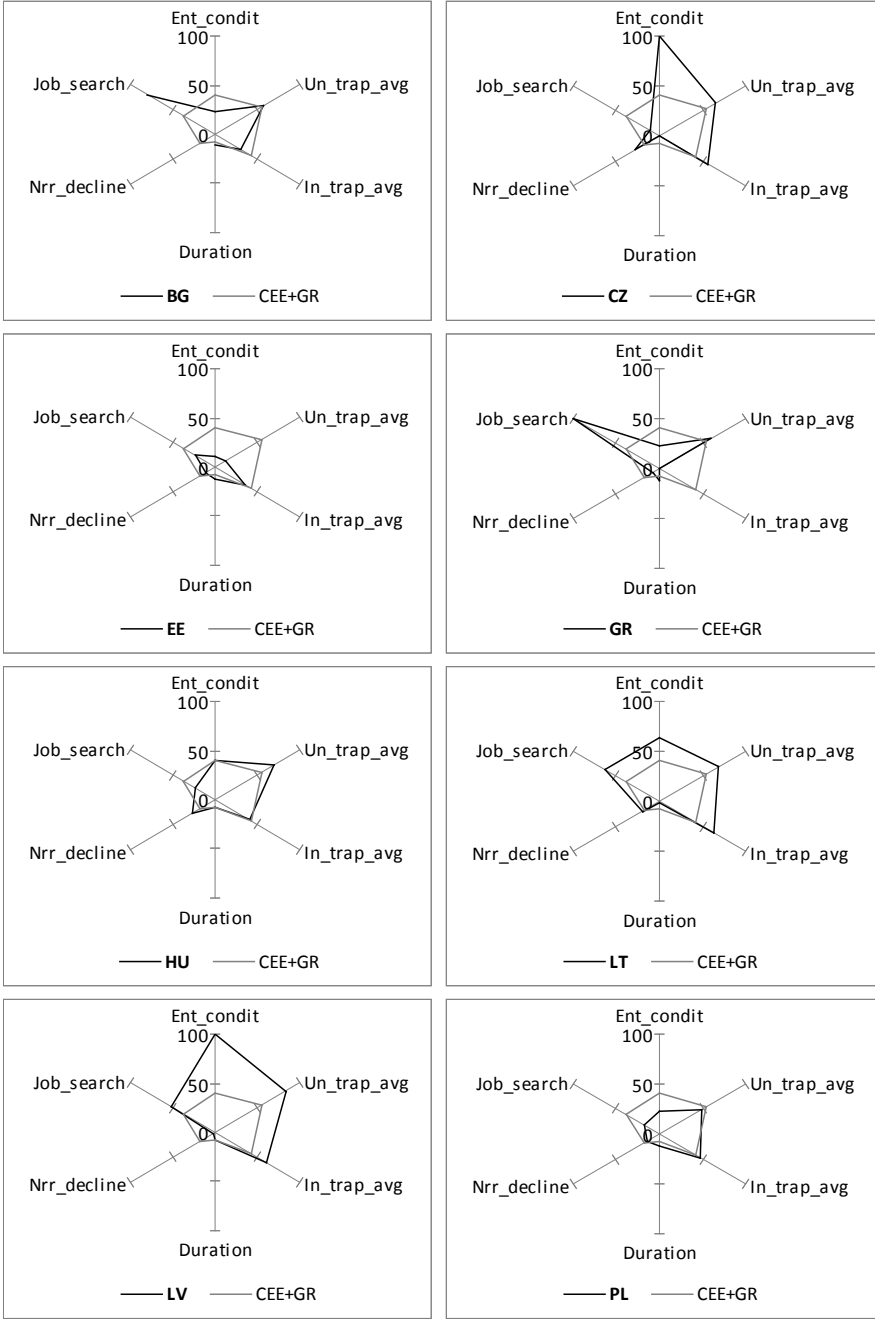 Ent_condit
100
50
0
Job_search
Un_trap_avg
Nrr_decline
In_trap_avg
Duration
BG CEE+GR
Ent_condit
100
50
0
Job_search
Un_trap_avg
Nrr_decline
In_trap_avg
Duration
CZ CEE+GR
Ent_condit
100
50
0
Job_search
Un_trap_avg
Nrr_decline
In_trap_avg
Duration
EE CEE+GR
Ent_condit
100
50
0
Job_search
Un_trap_avg
Nrr_decline
In_trap_avg
Duration
GR CEE+GR
Ent_condit
100
50
0
Job_search
Un_trap_avg
Nrr_decline
In_trap_avg
Duration
HU CEE+GR
Ent_condit
100
50
0
Job_search
Un_trap_avg
Nrr_decline
In_trap_avg
Duration
LT CEE+GR
Ent_condit
100
50
0
Job_search
Un_trap_avg
Nrr_decline
In_trap_avg
Duration
LV CEE+GR
Ent_condit
100
50
0
Job_search
Un_trap_avg
Nrr_decline
In_trap_avg
Duration
PL CEE+GR